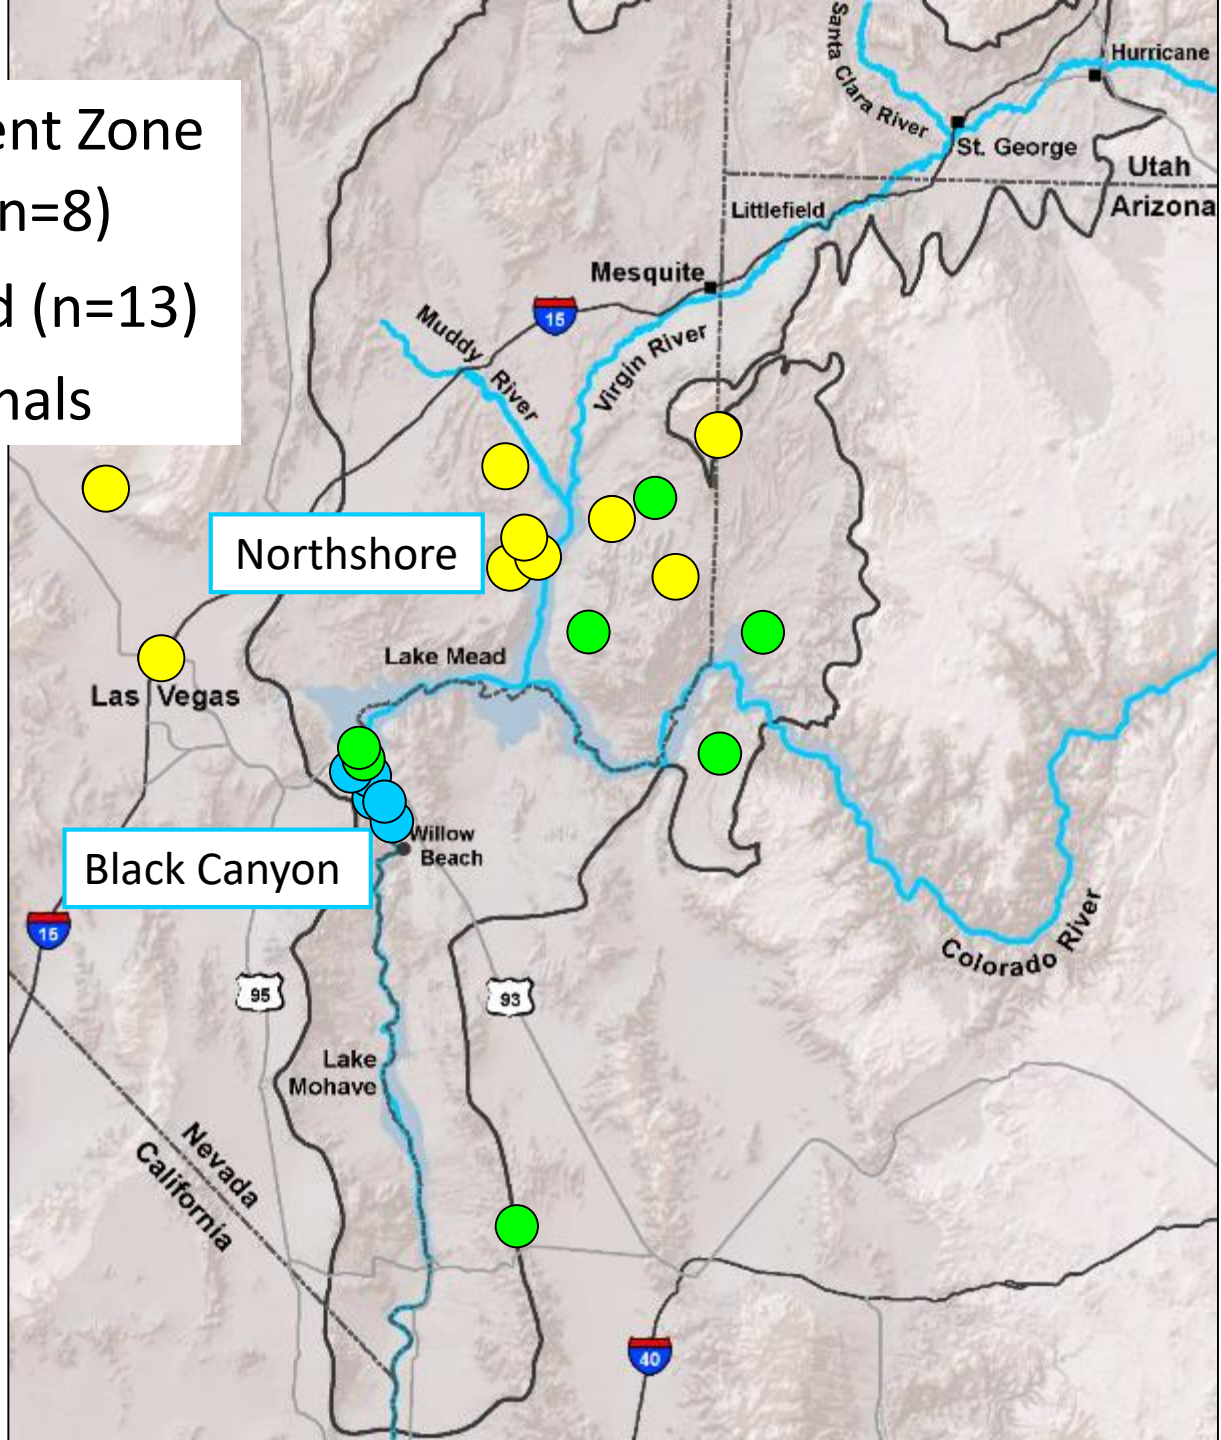 ent Zone
n=8)
d (n=13)
nals
Santa Clara River
Hurricane
St. George
Utah
Arizona
Littlefield
Mesquite
15
Muddy River
Virgin River
Northshore
Lake Mead
Las Vegas
Willow
Beach
Black Canyon
15
Colorado River
95
93
Lake
Mohave
Nevada
California
40